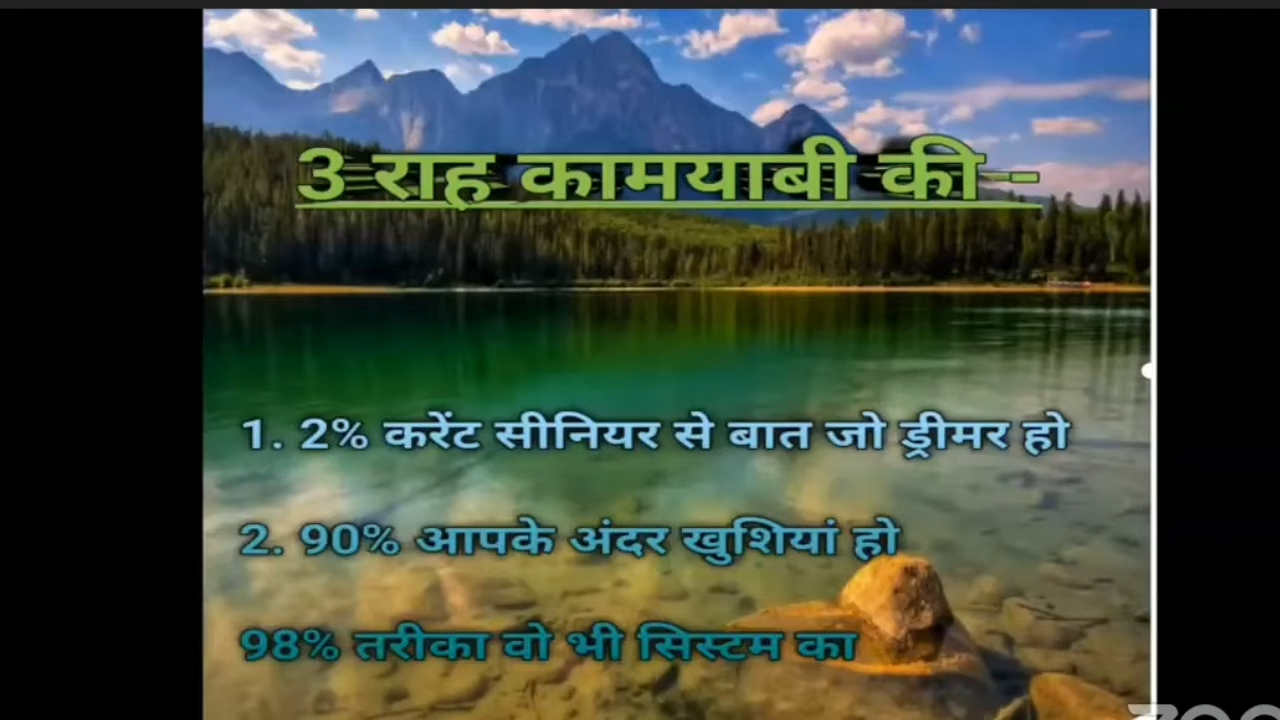 3 राह कामयाबी की -
1. 2% करेंट सीनियर से बात जो ड्रीमर हो
2. 90% आपके अंदर खुशियां हो
98% तरीका वो भी सिस्टम का